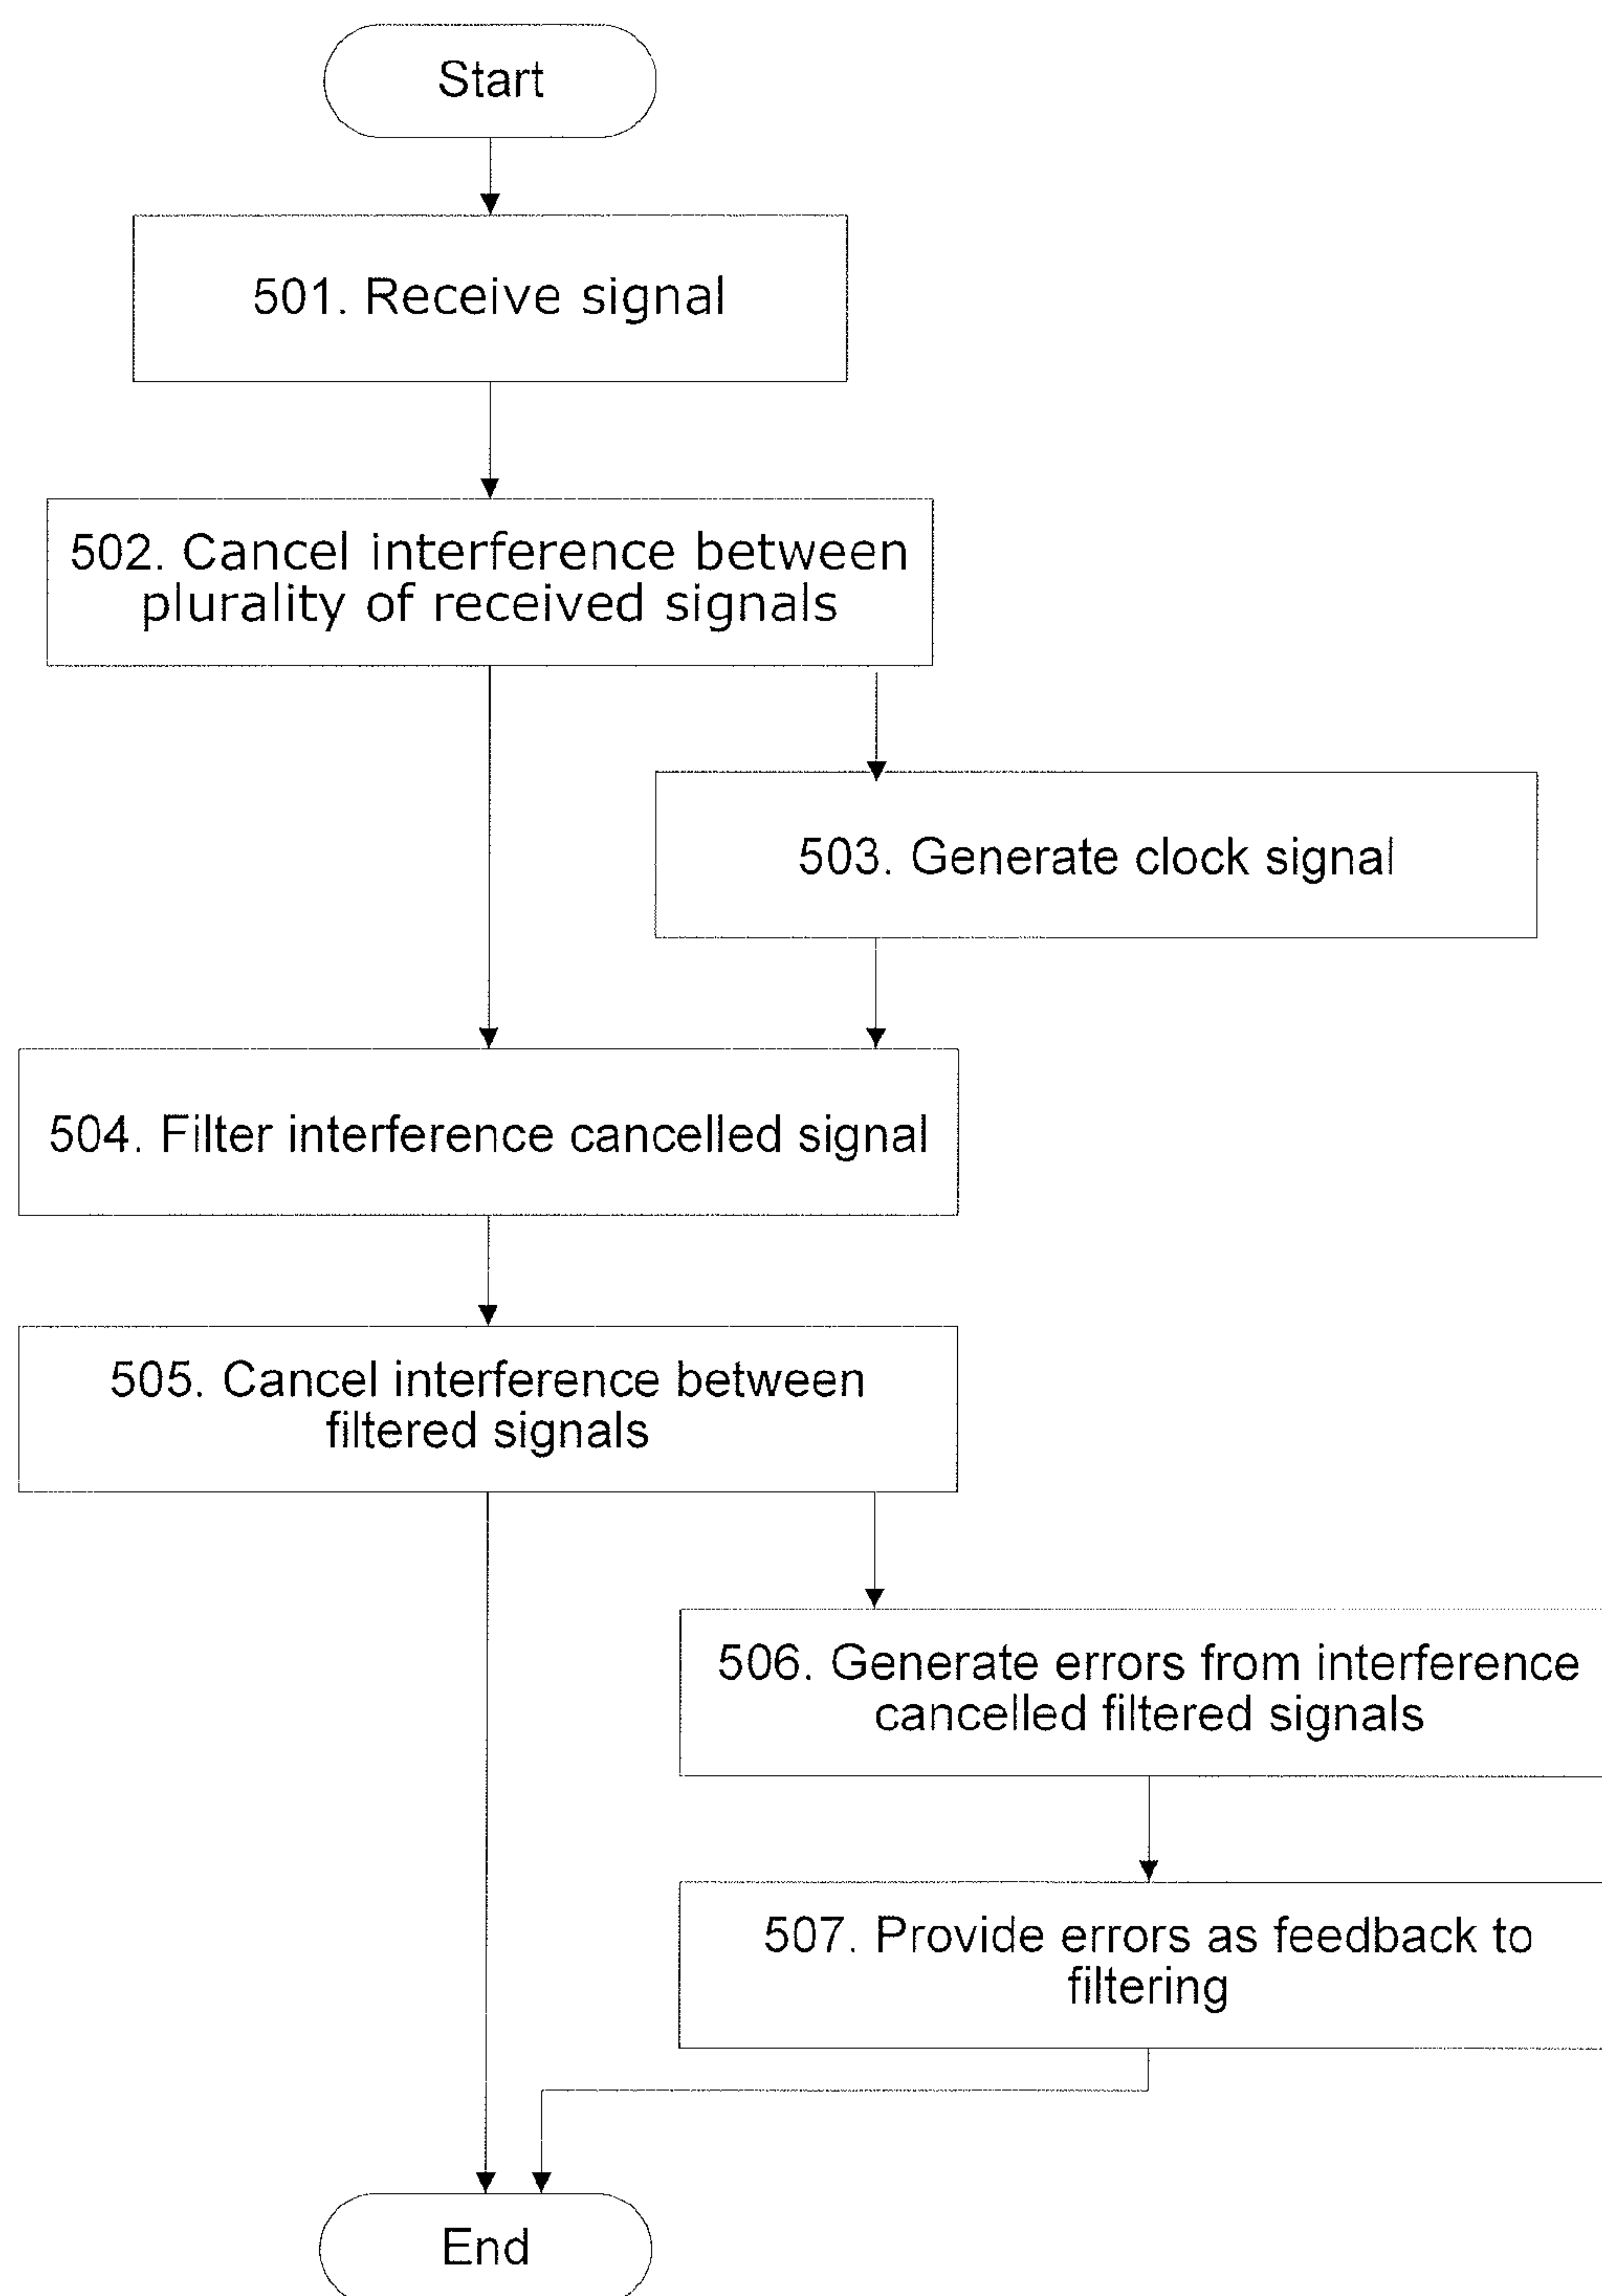 Start
501. Receive signal
502. Cancel interference between
plurality of received signals
503. Generate clock signal
504. Filter interference cancelled signal
505. Cancel interference between
filtered signals
506. Generate errors from interference
cancelled filtered signals
507. Provide errors as feedback to
filtering
End